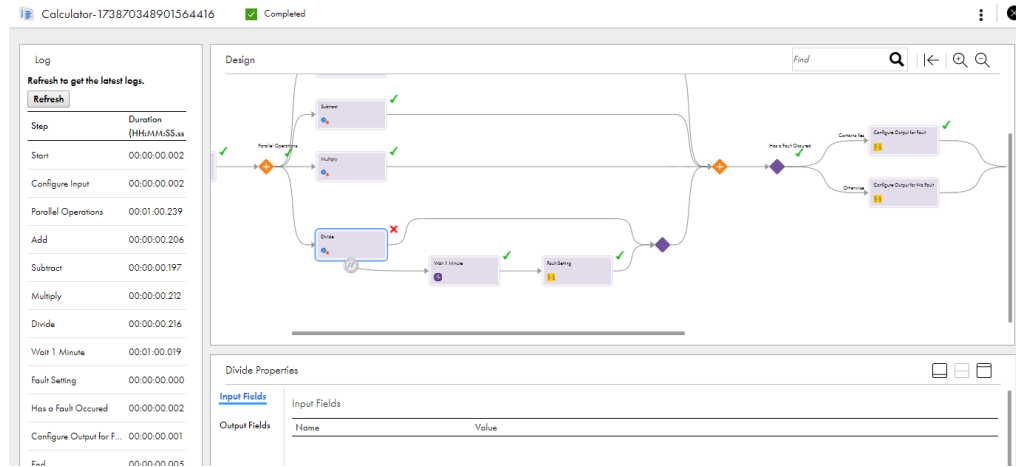 Calculator-173870348901564416
Completed
Log
Refresh to get the latest logs.
Refresh
Step Duration (HH:MM:SS.ss
Start 00:00:00.002
Configure Input 00:00:00.002
Parallel Operations 00:01:00.239
Add 00:00:00.206
Subtract 00:00:00.197
Multiply 00:00:00.212
Divide 00:00:00.216
Wait 1 Minute 00:01:00.019
Fault Setting 00:00:00.000
Has a Fault Occured 00:00:00.002
Configure Output for F... 00:00:00.001
End 00:00:00.005
Design
Find
Subtract
Parallel Operations
Multiply
Divide
Wait 1 Minute
Fault Setting
Has a Fault Occured
Contains Yes
Configure Output for Fault
Otherwise
Configure Output for No Fault
Divide Properties
Input Fields
Output Fields
Input Fields
Name Value